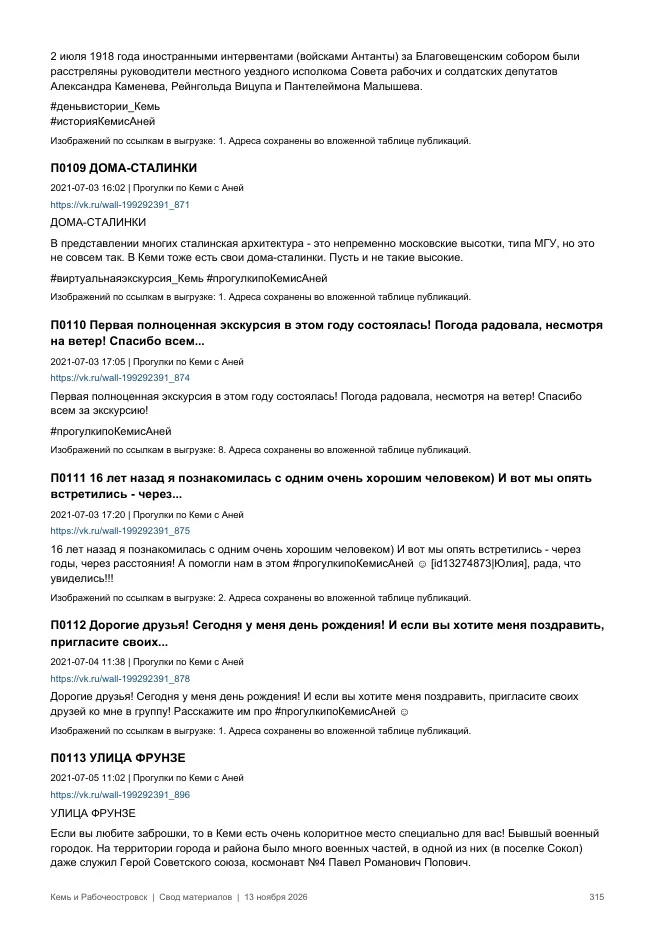 2 июля 1918 года иностранными интервентами (войсками Антанты) за Благовещенским собором были
расстреляны руководители местного уездного исполкома Совета рабочих и солдатских депутатов
Александра Каменева, Рейнгольда Вицупа и Пантелеймона Малышева.
#деньвистории_Кемь
#историяКемисАней
Изображений по ссылкам в выгрузке: 1. Адреса сохранены во вложенной таблице публикаций.
П0109 ДОМА-СТАЛИНКИ
2021-07-03 16:02 | Прогулки по Кеми с Аней
https://vk.ru/wall-199292391_871
ДОМА-СТАЛИНКИ
В представлении многих сталинская архитектура - это непременно московские высотки, типа МГУ, но это
не совсем так. В Кеми тоже есть свои дома-сталинки. Пусть и не такие высокие.
#виртуальнаяэкскурсия_Кемь #прогулкипоКемисАней
Изображений по ссылкам в выгрузке: 1. Адреса сохранены во вложенной таблице публикаций.
П0110 Первая полноценная экскурсия в этом году состоялась! Погода радовала, несмотря
на ветер! Спасибо всем...
2021-07-03 17:05 | Прогулки по Кеми с Аней
https://vk.ru/wall-199292391_874
Первая полноценная экскурсия в этом году состоялась! Погода радовала, несмотря на ветер! Спасибо
всем за экскурсию!
#прогулкипоКемисАней
Изображений по ссылкам в выгрузке: 8. Адреса сохранены во вложенной таблице публикаций.
П0111 16 лет назад я познакомилась с одним очень хорошим человеком) И вот мы опять
встретились - через...
2021-07-03 17:20 | Прогулки по Кеми с Аней
https://vk.ru/wall-199292391_875
16 лет назад я познакомилась с одним очень хорошим человеком) И вот мы опять встретились - через
годы, через расстояния! А помогли нам в этом #прогулкипоКемисАней ☺ [id13274873|Юлия], рада, что
увиделись!!!
Изображений по ссылкам в выгрузке: 2. Адреса сохранены во вложенной таблице публикаций.
П0112 Дорогие друзья! Сегодня у меня день рождения! И если вы хотите меня поздравить,
пригласите своих...
2021-07-04 11:38 | Прогулки по Кеми с Аней
https://vk.ru/wall-199292391_878
Дорогие друзья! Сегодня у меня день рождения! И если вы хотите меня поздравить, пригласите своих
друзей ко мне в группу! Расскажите им про #прогулкипоКемисАней ☺
Изображений по ссылкам в выгрузке: 1. Адреса сохранены во вложенной таблице публикаций.
П0113 УЛИЦА ФРУНЗЕ
2021-07-05 11:02 | Прогулки по Кеми с Аней
https://vk.ru/wall-199292391_896
УЛИЦА ФРУНЗЕ
Если вы любите заброшки, то в Кеми есть очень колоритное место специально для вас! Бывшый военный
городок. На территории города и района было много военных частей, в одной из них (в поселке Сокол)
даже служил Герой Советского союза, космонавт №4 Павел Романович Попович.
Кемь и Рабочеостровск | Свод материалов | 13 ноября 2026
315